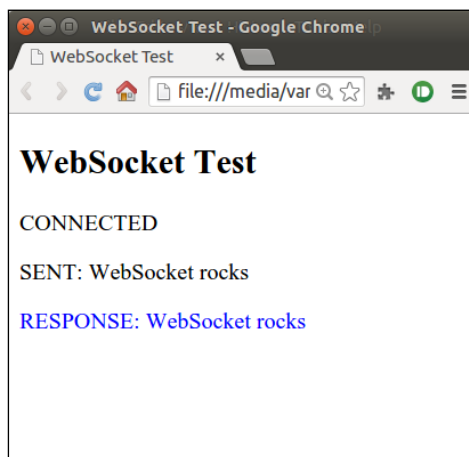 WebSocket Test - Google Chrome
WebSocket Test
file:///media/var
WebSocket Test
CONNECTED
SENT: WebSocket rocks
RESPONSE: WebSocket rocks